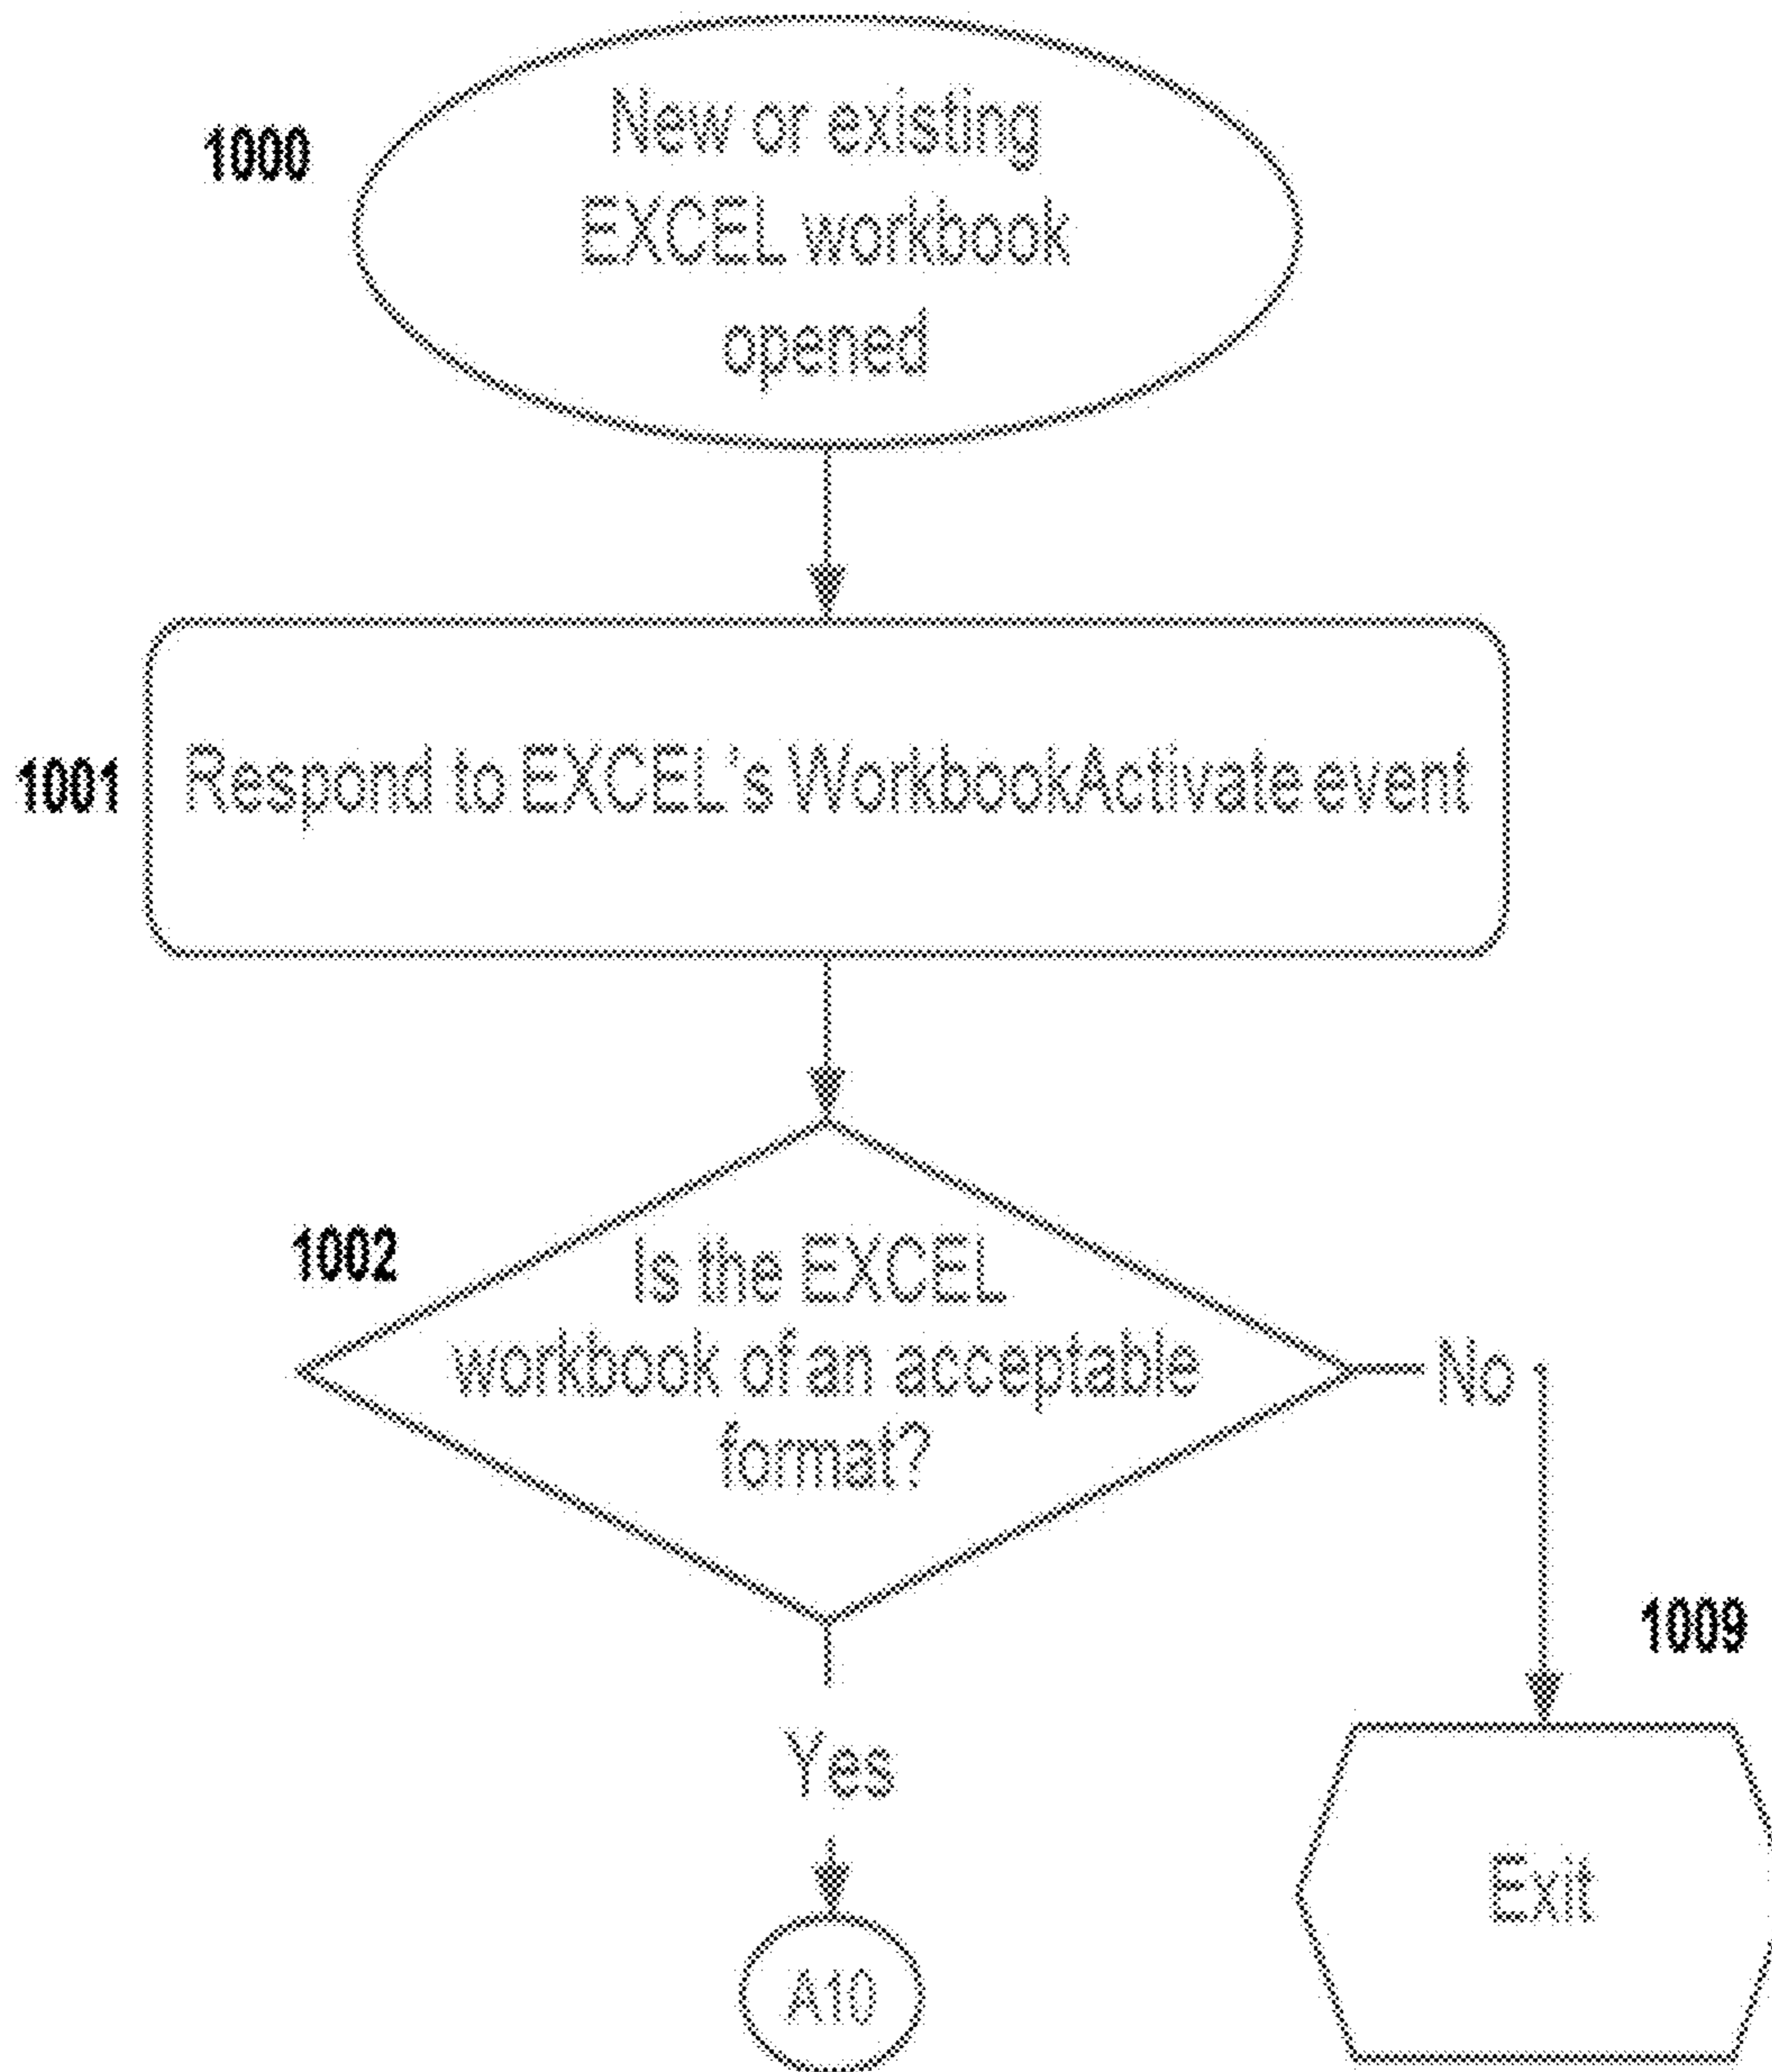 1000
New or existing
EXCEL workbook
opened
1001
Respond to EXCEL's WorkbookActivate event
1002
Is the EXCEL
workbook of an acceptable
format?
No
Yes
1009
Exit
A10